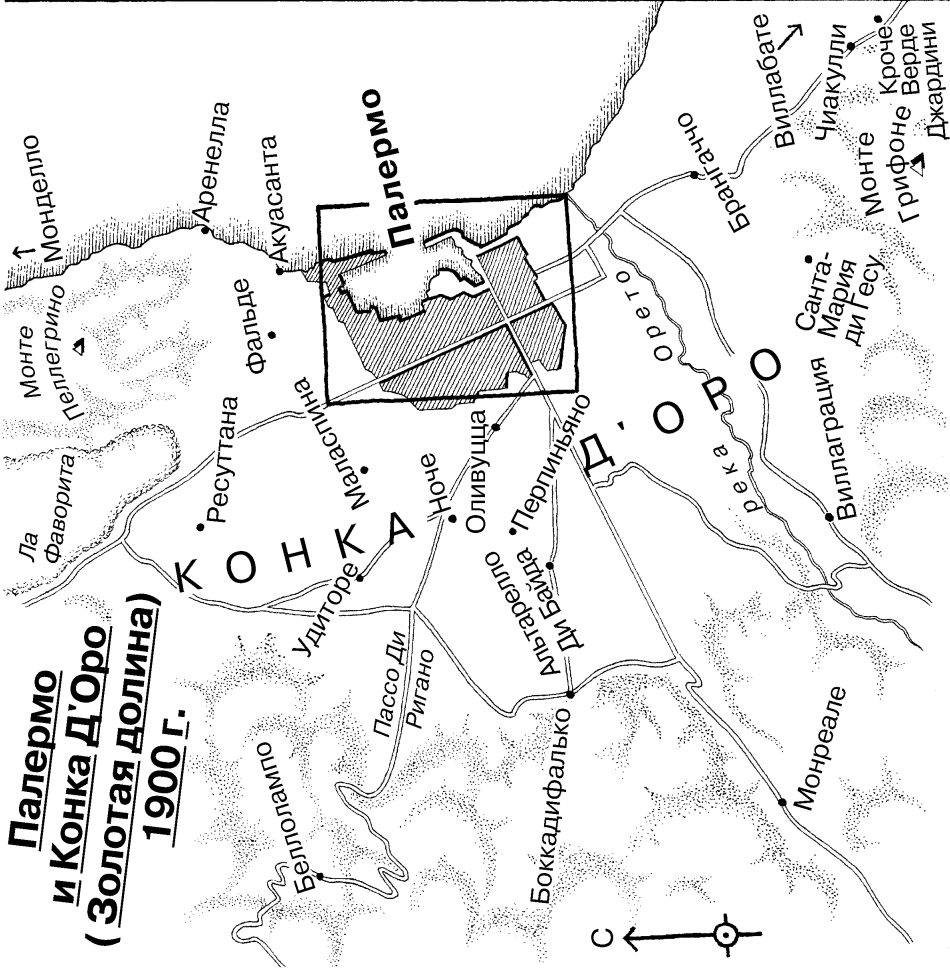 Палермо
и Конка Д'Оро
(Золотая долина)
1900 г.
Монделло
Аренелла
Акуасанта
Палермо
Монте
Пеллегрино
Фальде
Ла
Фаворита
Ресуттана
Маласпина
Ноче
Оливуцца
Перпиньяно
КОНКА
Д'ОРО
Удиторе
Альтарелло
Ди Байда
Пассо Ди
Ригано
Беллолампо
Боккадифалько
Монреале
река Орето
Виллаграция
Санта-
Мария
ди Гесу
Брангаччо
Виллабате
Чиакулли
Кроче
Верде
Джардини
Монте
Грифоне
С